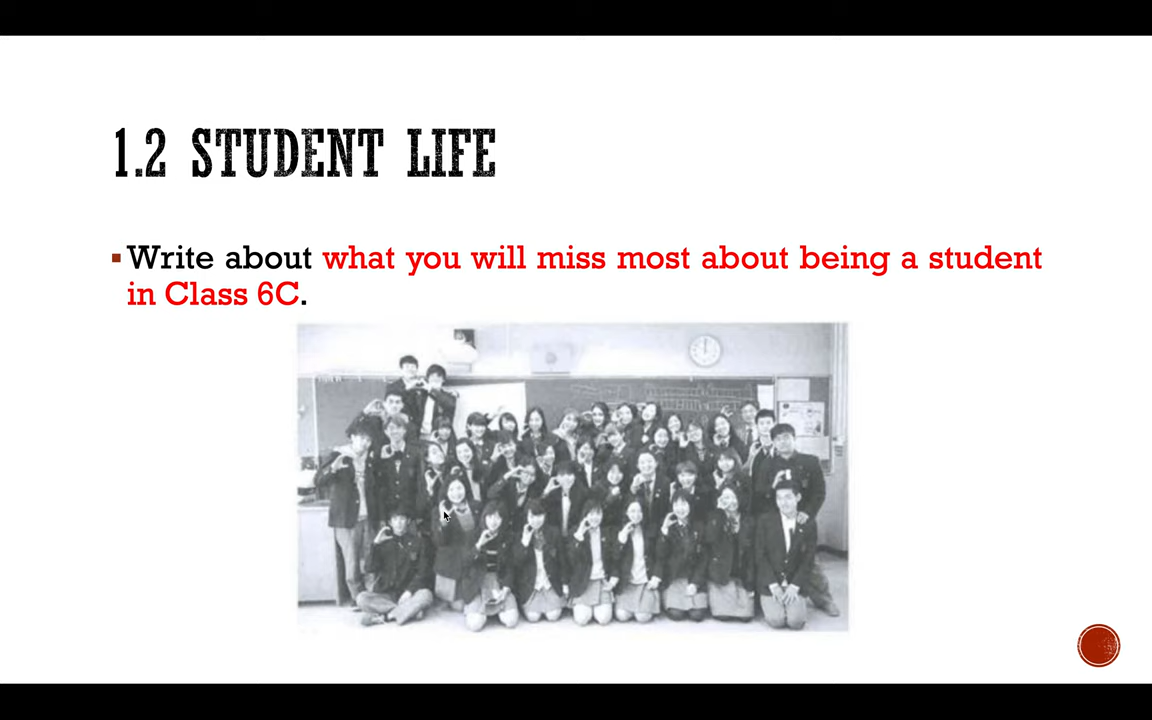 1.2 STUDENT LIFE
▪ Write about what you will miss most about being a student
in Class 6C.